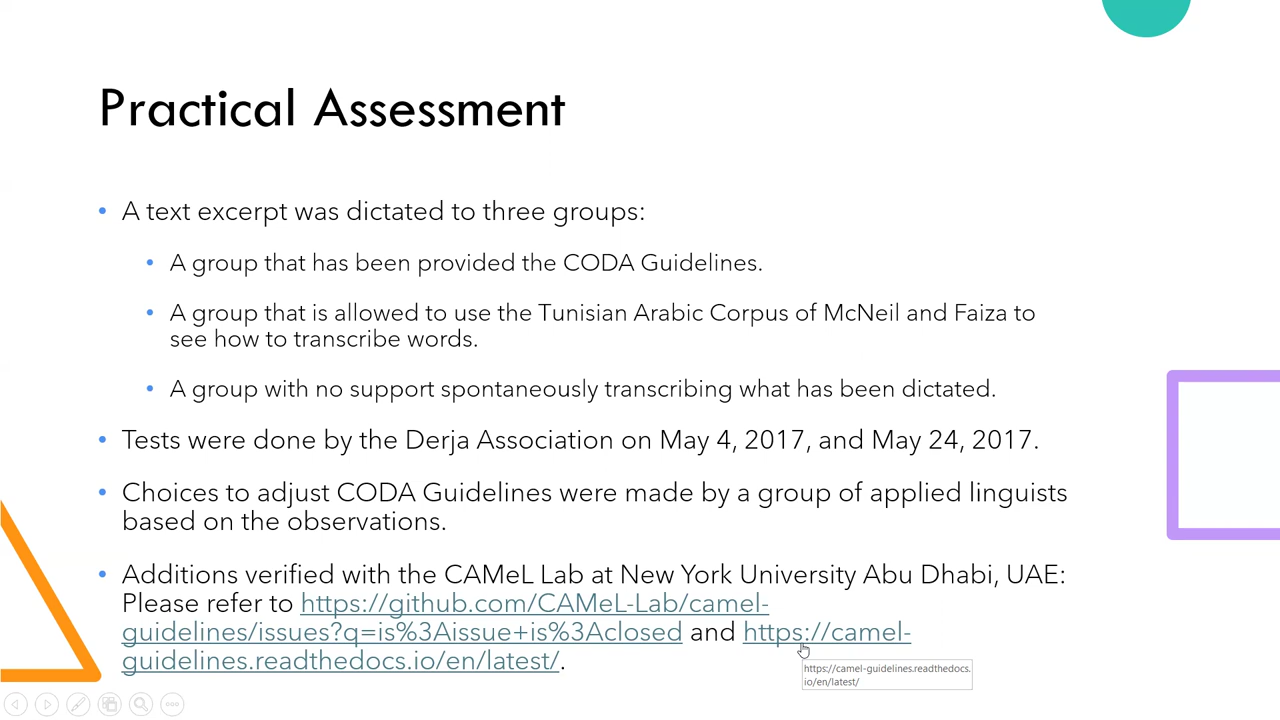 Practical Assessment
• A text excerpt was dictated to three groups:
• A group that has been provided the CODA Guidelines.
• A group that is allowed to use the Tunisian Arabic Corpus of McNeil and Faiza to
see how to transcribe words.
• A group with no support spontaneously transcribing what has been dictated.
• Tests were done by the Derja Association on May 4, 2017, and May 24, 2017.
• Choices to adjust CODA Guidelines were made by a group of applied linguists
based on the observations.
• Additions verified with the CAMeL Lab at New York University Abu Dhabi, UAE:
Please refer to https://github.com/CAMeL-Lab/camel-
guidelines/issues?q=is%3Aissue+is%3Aclosed and https://camel-
guidelines.readthedocs.io/en/latest/.
https://camel-guidelines.readthedocs.
io/en/latest/